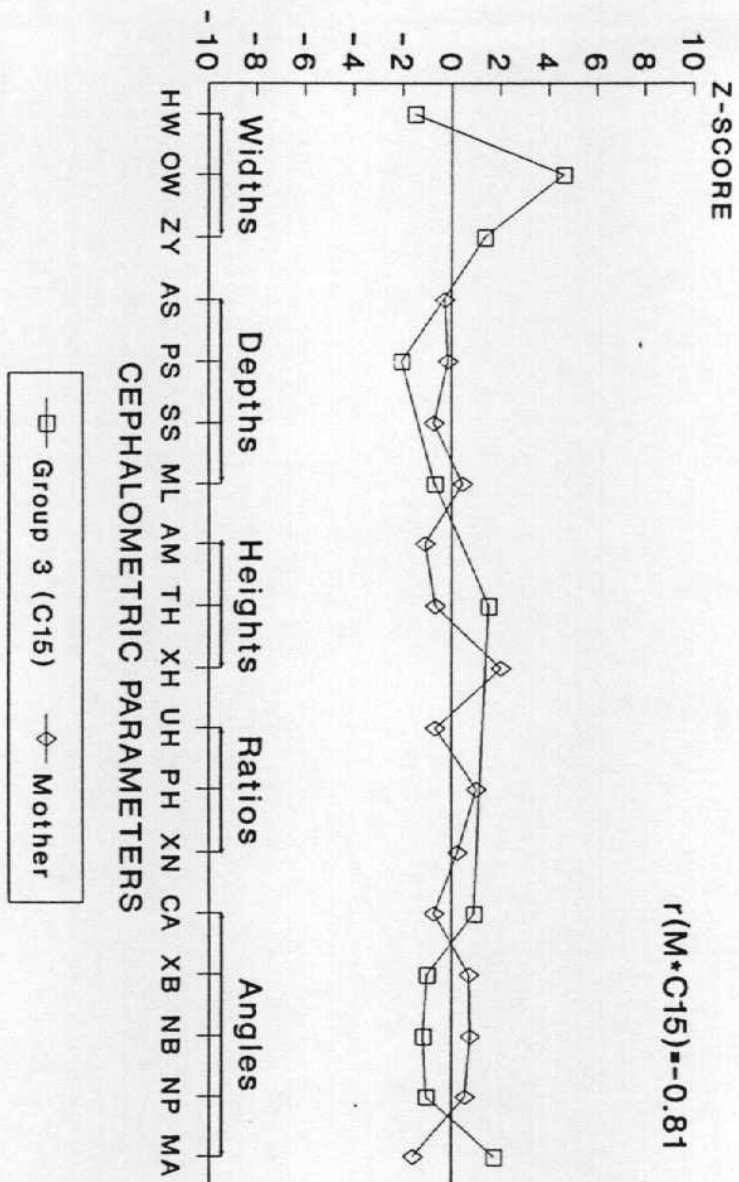 Z-SCORE
r(M*C15)=-0.81
10
8
6
4
2
0
-2
-4
-6
-8
-10
Widths Depths Heights Ratios Angles
HW OW ZY AS PS SS ML AM TH XH UH PH XN CA XB NB NP MA
CEPHALOMETRIC PARAMETERS
Group 3 (C15) Mother